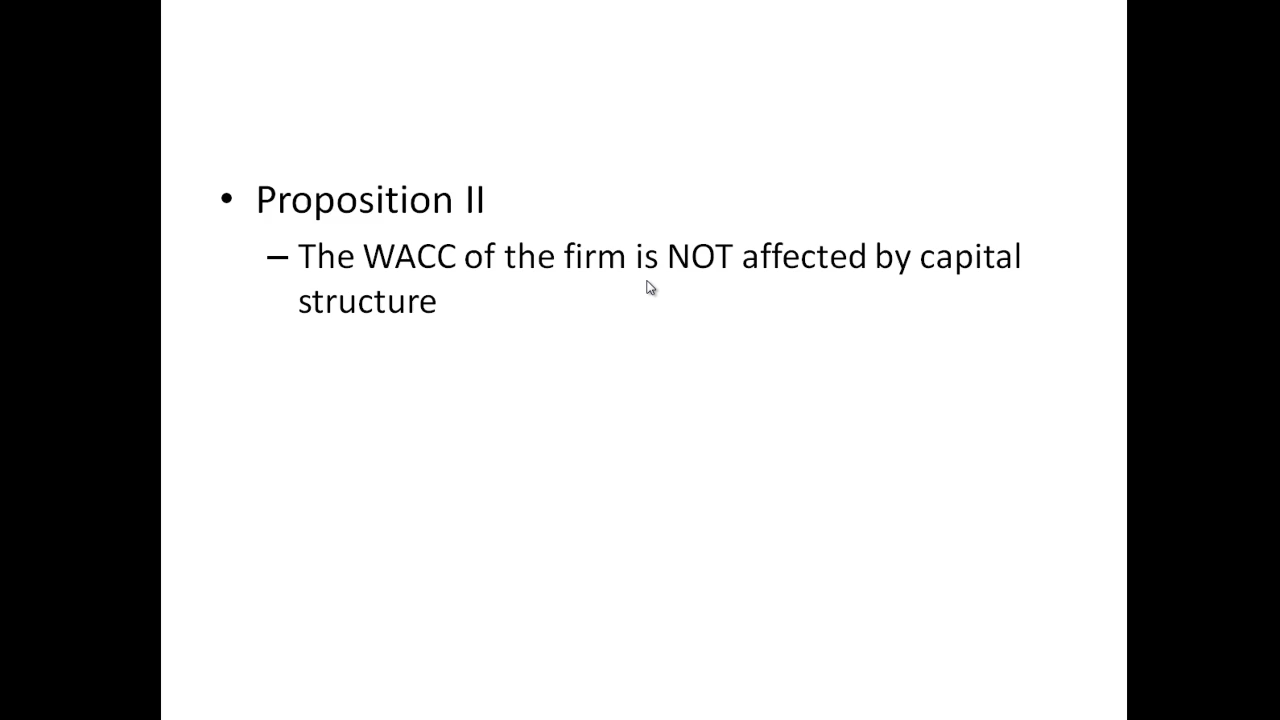 • Proposition II
– The WACC of the firm is NOT affected by capital
structure